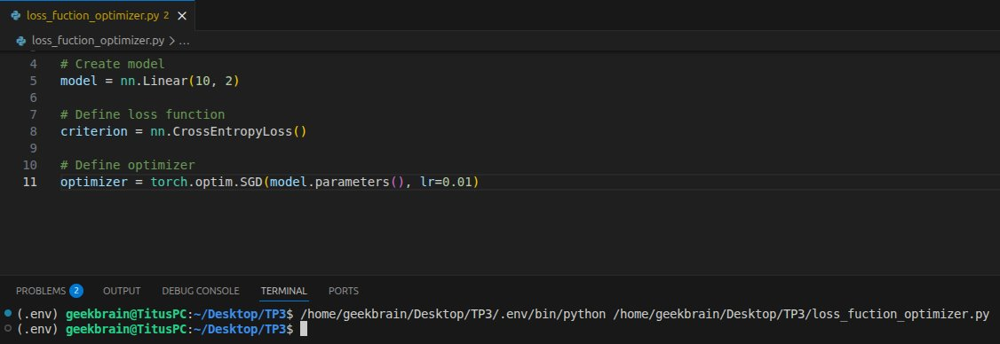 loss_fuction_optimizer.py 2
loss_fuction_optimizer.py > ...
4 # Create model
5 model = nn.Linear(10, 2)
6
7 # Define loss function
8 criterion = nn.CrossEntropyLoss()
9
10 # Define optimizer
11 optimizer = torch.optim.SGD(model.parameters(), lr=0.01)
PROBLEMS 2 OUTPUT DEBUG CONSOLE TERMINAL PORTS
(.env) geekbrain@TitusPC:~/Desktop/TP3$ /home/geekbrain/Desktop/TP3/.env/bin/python /home/geekbrain/Desktop/TP3/loss_fuction_optimizer.py
(.env) geekbrain@TitusPC:~/Desktop/TP3$